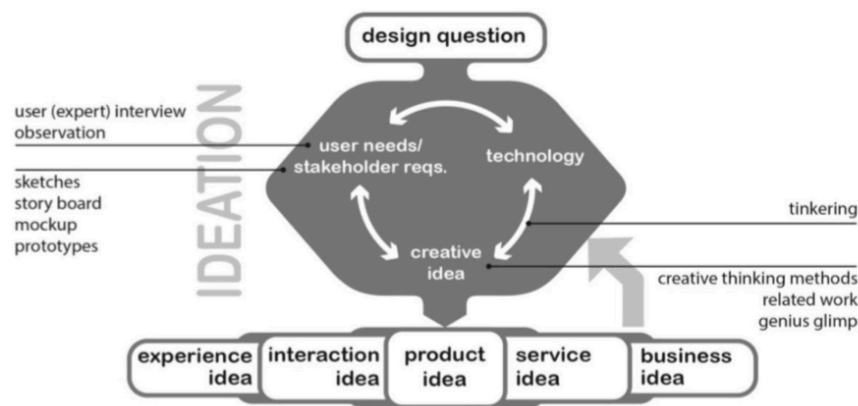 design question
IDEATION
user (expert) interview
observation
user needs/
stakeholder reqs.
technology
sketches
story board
mockup
prototypes
tinkering
creative
idea
creative thinking methods
related work
genius glimp
experience
idea
interaction
idea
product
idea
service
idea
business
idea